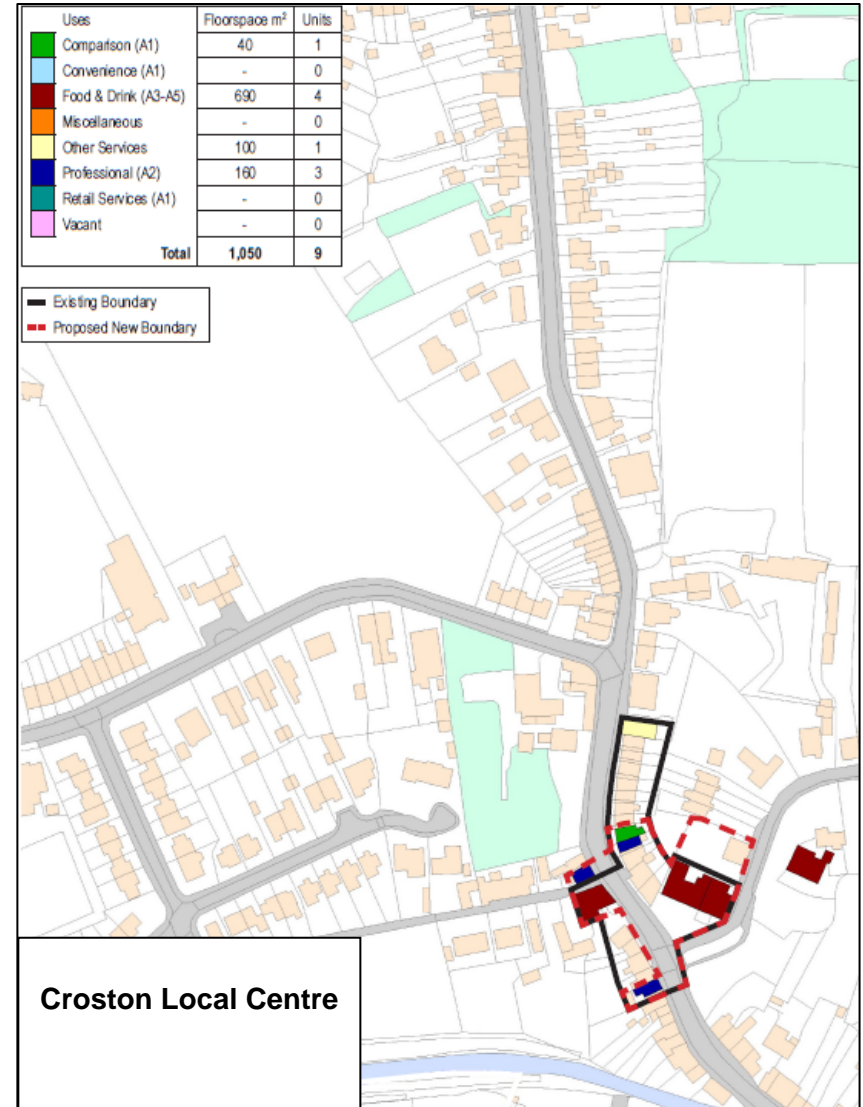 Uses Floorspace m² Units
Comparison (A1) 40 1
Convenience (A1) - 0
Food & Drink (A3-A5) 690 4
Miscellaneous - 0
Other Services 100 1
Professional (A2) 160 3
Retail Services (A1) - 0
Vacant - 0
Total 1,050 9
Existing Boundary
Proposed New Boundary
Croston Local Centre